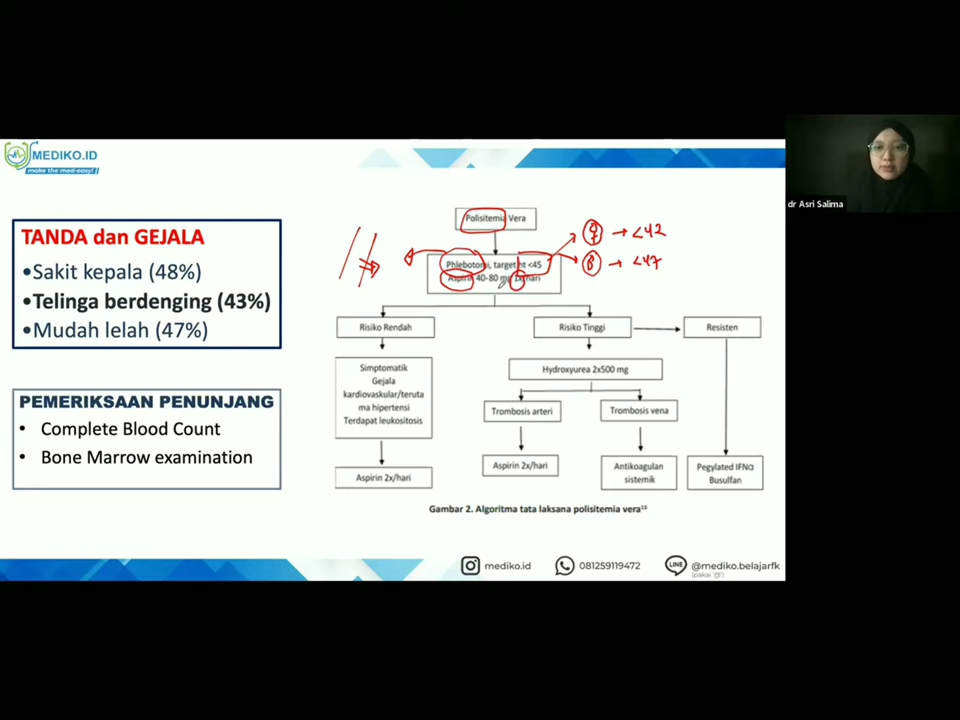 MEDIKO.ID
make the med-easy!
dr Asri Salima
TANDA dan GEJALA
•Sakit kepala (48%)
•Telinga berdenging (43%)
•Mudah lelah (47%)
PEMERIKSAAN PENUNJANG
• Complete Blood Count
• Bone Marrow examination
Polisitemia Vera
Phlebotomi, target ht <45
Aspirin 40-80 mg 1x/hari
♀ → <42
→ <47
Risiko Rendah
Risiko Tinggi
Resisten
Simptomatik
Gejala
kardiovaskular/teruta
ma hipertensi
Terdapat leukositosis
Hydroxyurea 2x500 mg
Trombosis arteri
Trombosis vena
Aspirin 2x/hari
Aspirin 2x/hari
Antikoagulan
sistemik
Pegylated IFNα
Busulfan
Gambar 2. Algoritma tata laksana polisitemia vera¹⁵
mediko.id
081259119472
LINE
@mediko.belajarfk
(pakai '@')